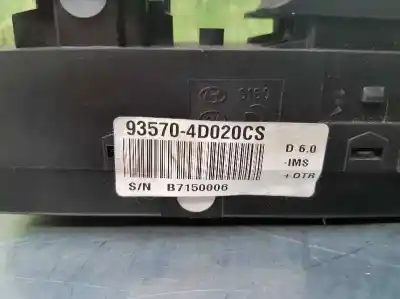 93570-4D020CS
D 6.0
-IMS
+DTR
S/N B7150006